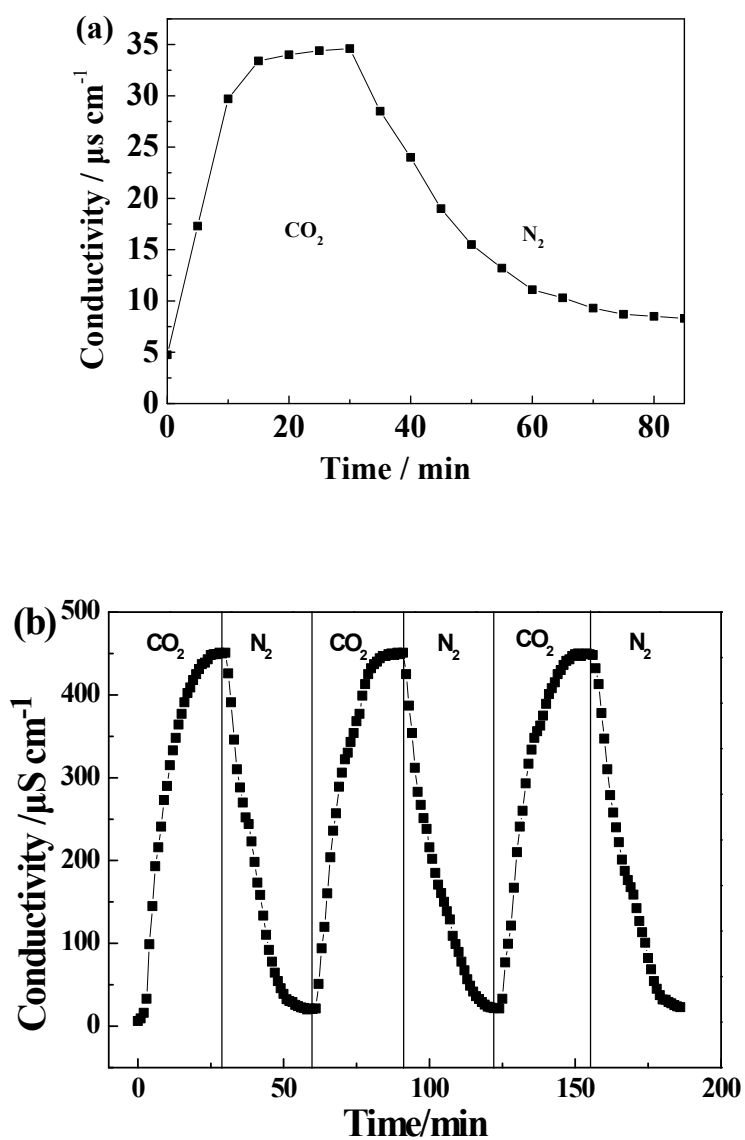 (a)
Conductivity / μs cm⁻¹
35
30
25
20
15
10
5
0
CO₂
N₂
0 20 40 60 80
Time / min
(b)
Conductivity /μS cm⁻¹
500
400
300
200
100
0
CO₂ N₂ CO₂ N₂ CO₂ N₂
0 50 100 150 200
Time/min